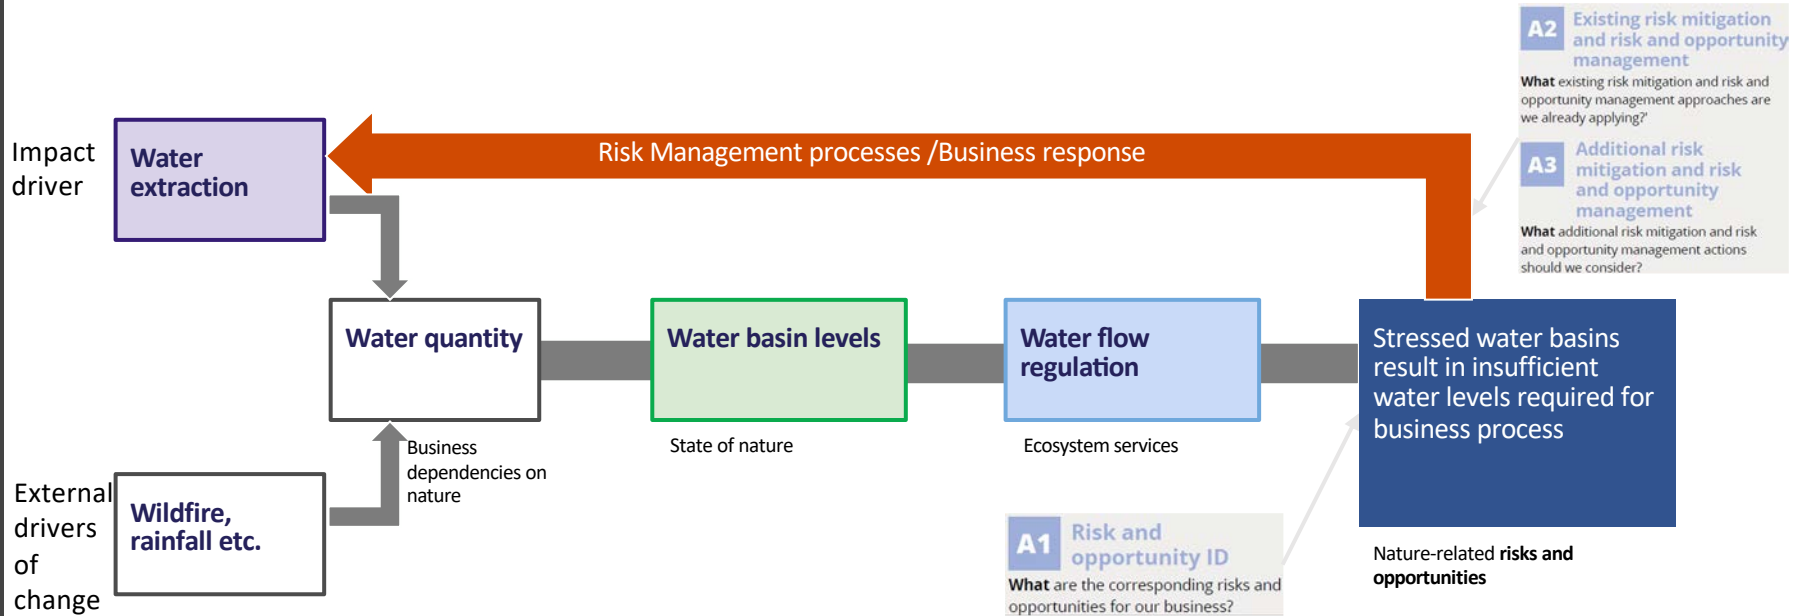 A2 Existing risk mitigation
and risk and opportunity
management
What existing risk mitigation and risk and
opportunity management approaches are
we already applying?'
A3 Additional risk
mitigation and risk
and opportunity
management
What additional risk mitigation and risk
and opportunity management actions
should we consider?
Impact
driver
Water
extraction
Risk Management processes /Business response
Water quantity
Water basin levels
Water flow
regulation
Stressed water basins
result in insufficient
water levels required for
business process
Business
dependencies on
nature
State of nature
Ecosystem services
External
drivers
of
change
Wildfire,
rainfall etc.
A1 Risk and
opportunity ID
What are the corresponding risks and
opportunities for our business?
Nature-related risks and
opportunities